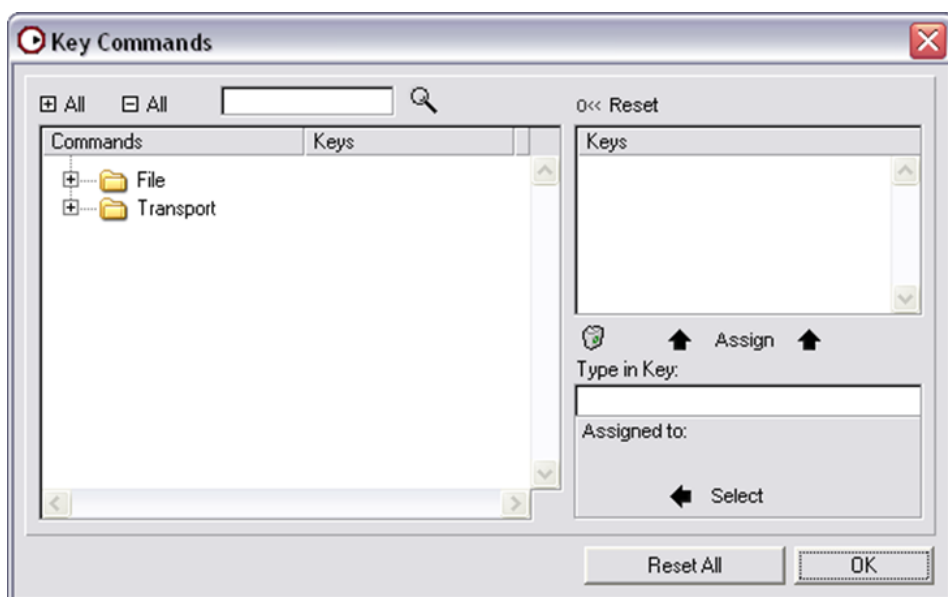 Key Commands
All All
0<< Reset
Commands Keys
Keys
File
Transport
Assign
Type in Key:
Assigned to:
Select
Reset All OK